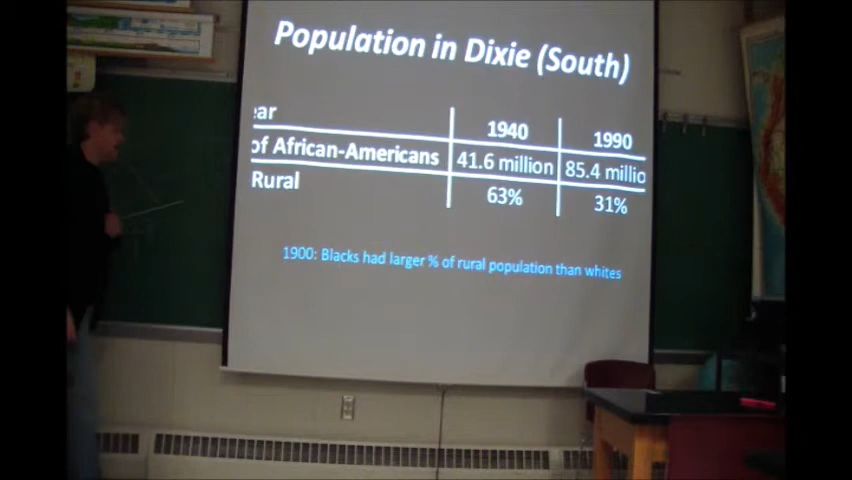 Population in Dixie (South)
ear 1940 1990
of African-Americans 41.6 million 85.4 millio
Rural 63% 31%
1900: Blacks had larger % of rural population than whites